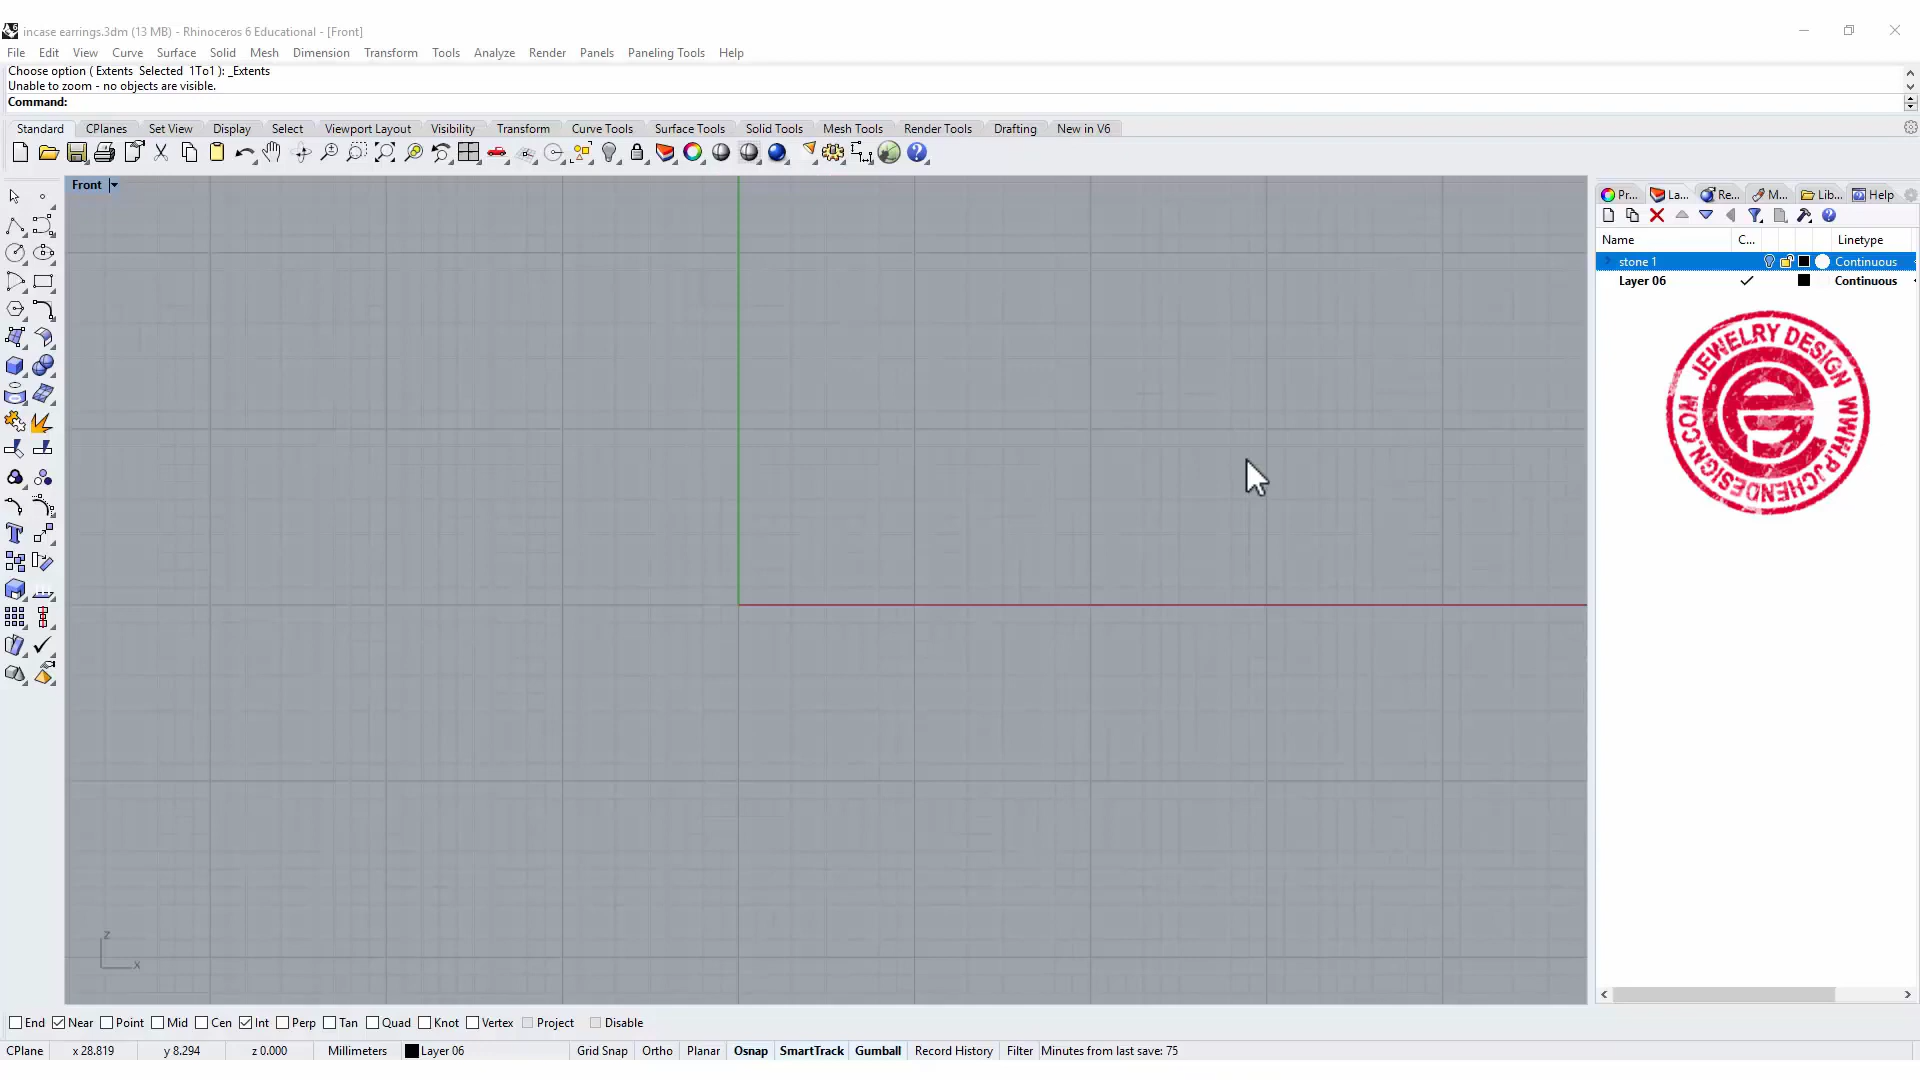 incase earrings.3dm (13 MB) - Rhinoceros 6 Educational - [Front]
File Edit View Curve Surface Solid Mesh Dimension Transform Tools Analyze Render Panels Paneling Tools Help
Choose option ( Extents Selected 1To1 ): _Extents
Unable to zoom - no objects are visible.
Command:
Standard CPlanes Set View Display Select Viewport Layout Visibility Transform Curve Tools Surface Tools Solid Tools Mesh Tools Render Tools Drafting New in V6
Front
Pr... La... Re... M... Lib... Help
Name C... Linetype
stone 1 Continuous
Layer 06 Continuous
JEWELRY DESIGN WWW.PJCHENDESIGN.COM
z
x
End Near Point Mid Cen Int Perp Tan Quad Knot Vertex Project Disable
CPlane x 28.819 y 8.294 z 0.000 Millimeters Layer 06 Grid Snap Ortho Planar Osnap SmartTrack Gumball Record History Filter Minutes from last save: 75